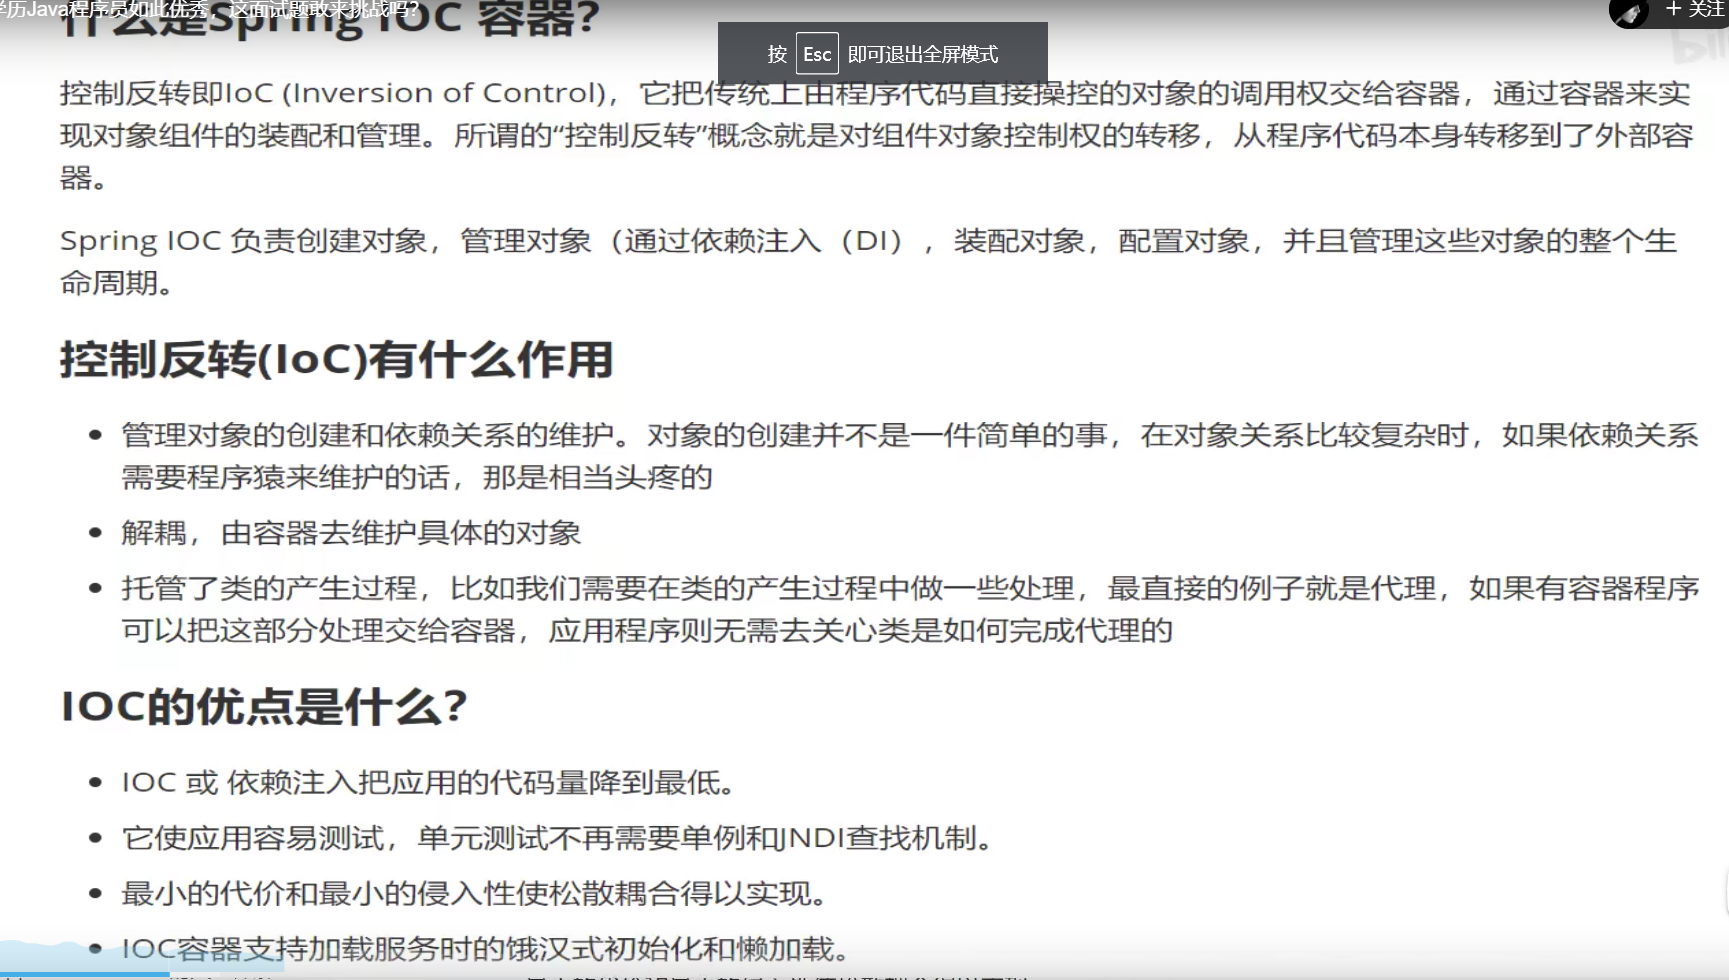 学历Java程序员如此优秀，这面试题敢来挑战吗？
+ 关注
什么是Spring IOC 容器？
按 Esc 即可退出全屏模式
控制反转即IoC (Inversion of Control)，它把传统上由程序代码直接操控的对象的调用权交给容器，通过容器来实
现对象组件的装配和管理。所谓的“控制反转”概念就是对组件对象控制权的转移，从程序代码本身转移到了外部容
器。
Spring IOC 负责创建对象，管理对象（通过依赖注入（DI），装配对象，配置对象，并且管理这些对象的整个生
命周期。
控制反转(IoC)有什么作用
管理对象的创建和依赖关系的维护。对象的创建并不是一件简单的事，在对象关系比较复杂时，如果依赖关系
需要程序猿来维护的话，那是相当头疼的
解耦，由容器去维护具体的对象
托管了类的产生过程，比如我们需要在类的产生过程中做一些处理，最直接的例子就是代理，如果有容器程序
可以把这部分处理交给容器，应用程序则无需去关心类是如何完成代理的
IOC的优点是什么？
IOC 或 依赖注入把应用的代码量降到最低。
它使应用容易测试，单元测试不再需要单例和JNDI查找机制。
最小的代价和最小的侵入性使松散耦合得以实现。
IOC容器支持加载服务时的饿汉式初始化和懒加载。